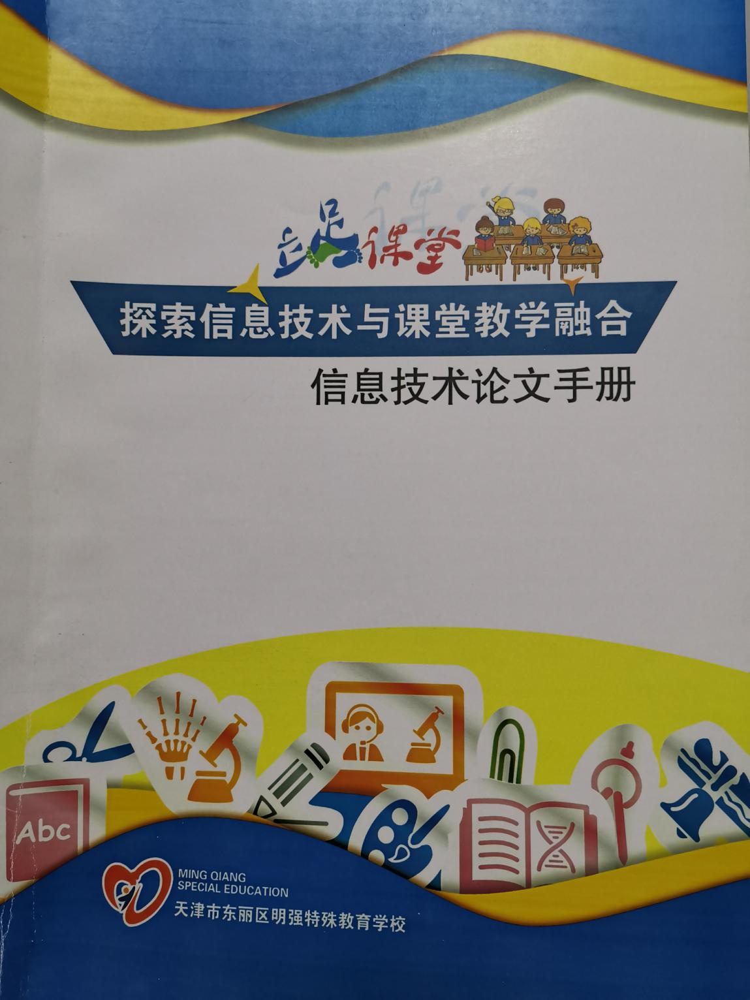 立足课堂
探索信息技术与课堂教学融合
信息技术论文手册
Abc
MING QIANG
SPECIAL EDUCATION
天津市东丽区明强特殊教育学校